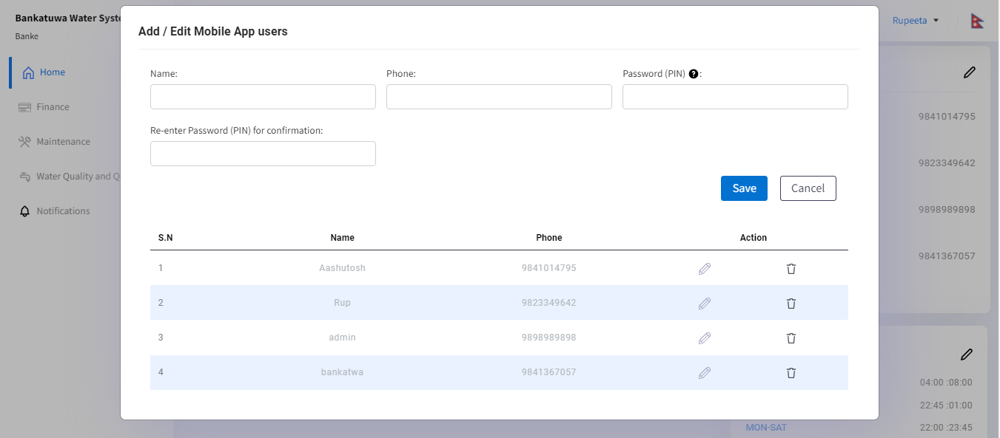 Bankatuwa Water Syste
Banke
Rupeeta
Home
Finance
Maintenance
Water Quality and Q
Notifications
Add / Edit Mobile App users
Name:
Phone:
Password (PIN) ?:
Re-enter Password (PIN) for confirmation:
Save
Cancel
S.N Name Phone Action
1 Aashutosh 9841014795
2 Rup 9823349642
3 admin 9898989898
4 bankatwa 9841367057
9841014795
9823349642
9898989898
9841367057
04:00 :08:00
22:45 :01:00
MON-SAT 22:00 :23:45